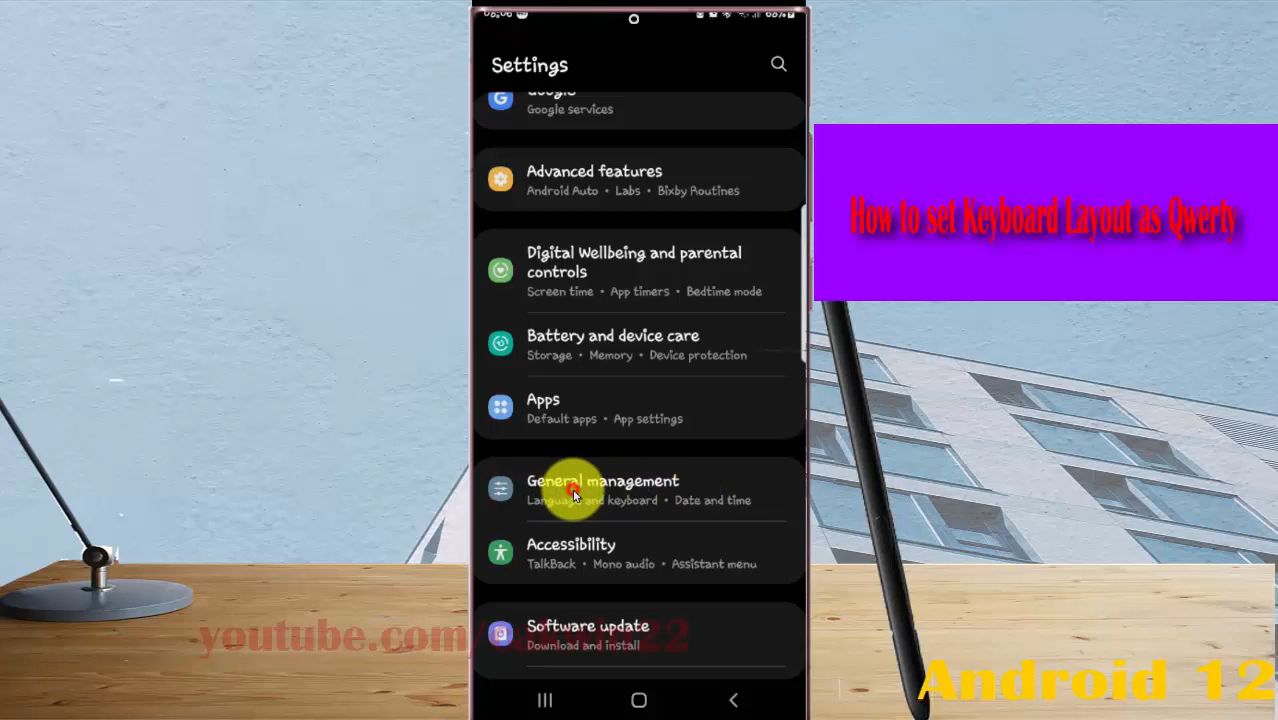 Settings
Google
Google services
Advanced features
Android Auto • Labs • Bixby Routines
Digital Wellbeing and parental
controls
Screen time • App timers • Bedtime mode
Battery and device care
Storage • Memory • Device protection
Apps
Default apps • App settings
General management
Language and keyboard • Date and time
Accessibility
TalkBack • Mono audio • Assistant menu
Software update
Download and install
How to set Keyboard Layout as Qwerty
youtube.com/
Android 12